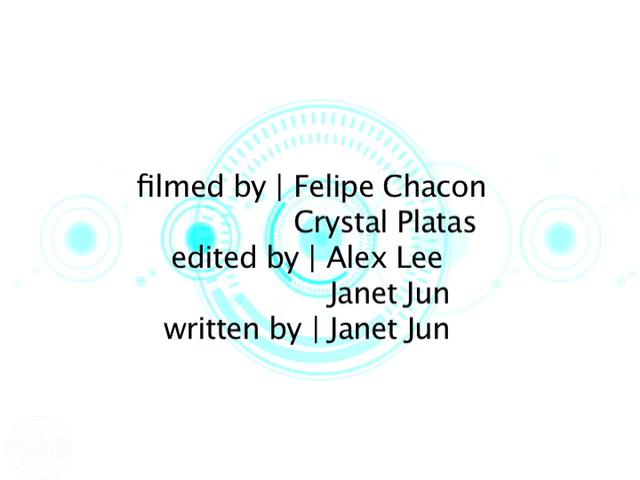 filmed by | Felipe Chacon
Crystal Platas
edited by | Alex Lee
Janet Jun
written by | Janet Jun